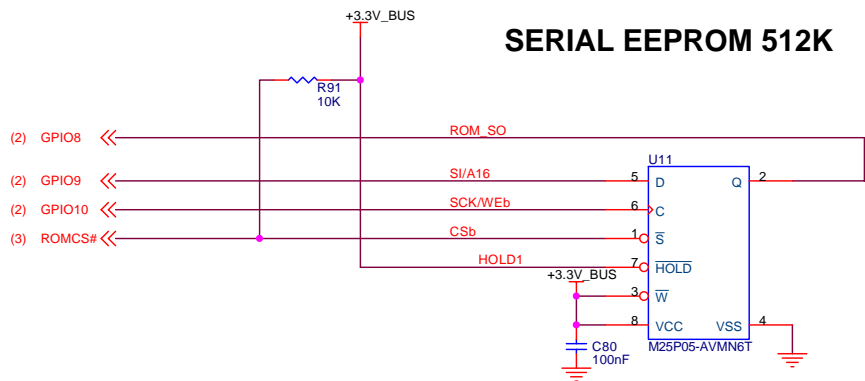 +3.3V_BUS
SERIAL EEPROM 512K
R91
10K
(2) GPIO8 ROM_SO
U11
(2) GPIO9 SI/A16 5 D Q 2
(2) GPIO10 SCK/WEb 6 C
(3) ROMCS# CSb 1 S
HOLD1 7 HOLD
+3.3V_BUS
3 W
8 VCC VSS 4
C80
100nF
M25P05-AVMN6T